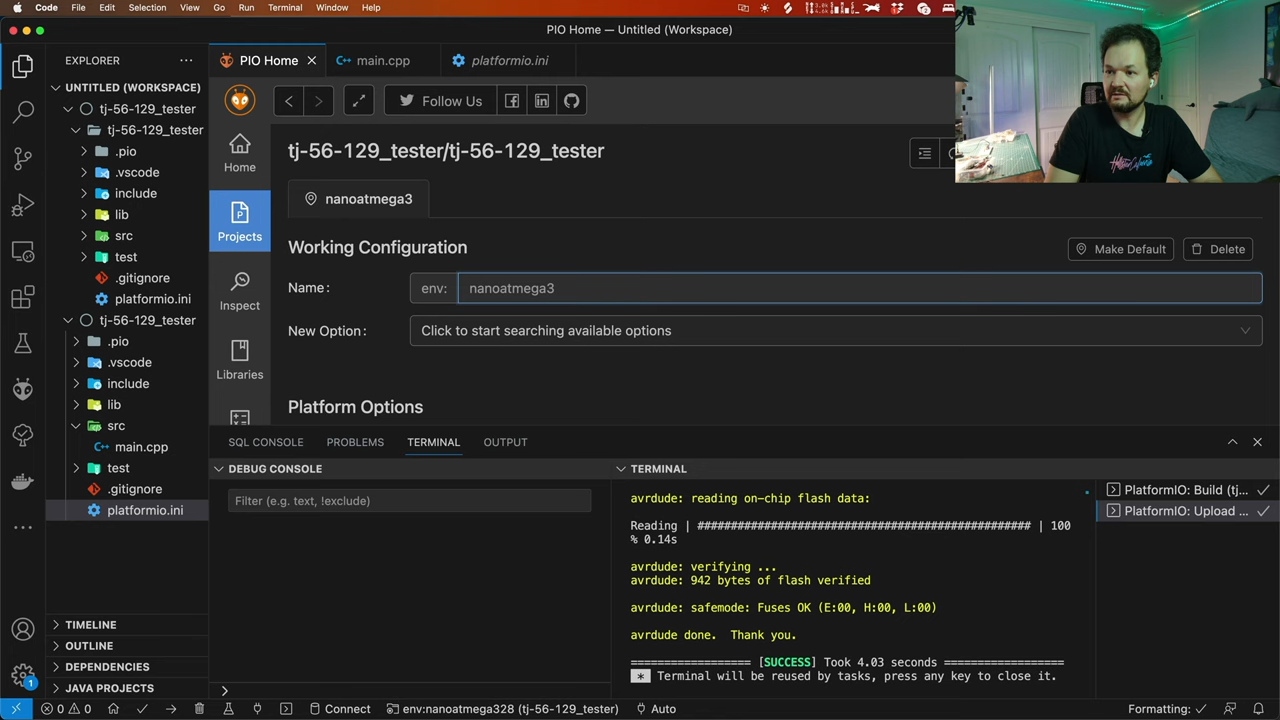 Code File Edit Selection View Go Run Terminal Window Help
PIO Home — Untitled (Workspace)
EXPLORER
PIO Home
main.cpp
platformio.ini
UNTITLED (WORKSPACE)
tj-56-129_tester
tj-56-129_tester
.pio
.vscode
include
lib
src
test
.gitignore
platformio.ini
tj-56-129_tester
.pio
.vscode
include
lib
src
main.cpp
test
.gitignore
platformio.ini
TIMELINE
OUTLINE
DEPENDENCIES
JAVA PROJECTS
Follow Us
Home
Projects
Inspect
Libraries
tj-56-129_tester/tj-56-129_tester
nanoatmega3
Working Configuration
Make Default
Delete
Name:
env:
nanoatmega3
New Option:
Click to start searching available options
Platform Options
SQL CONSOLE PROBLEMS TERMINAL OUTPUT
DEBUG CONSOLE
Filter (e.g. text, !exclude)
TERMINAL
avrdude: reading on-chip flash data:
Reading | ################################################## | 100
% 0.14s
avrdude: verifying ...
avrdude: 942 bytes of flash verified
avrdude: safemode: Fuses OK (E:00, H:00, L:00)
avrdude done.  Thank you.
================== [SUCCESS] Took 4.03 seconds ==================
* Terminal will be reused by tasks, press any key to close it.
PlatformIO: Build (tj...
PlatformIO: Upload ...
1
0 0 Connect env:nanoatmega328 (tj-56-129_tester) Auto Formatting: